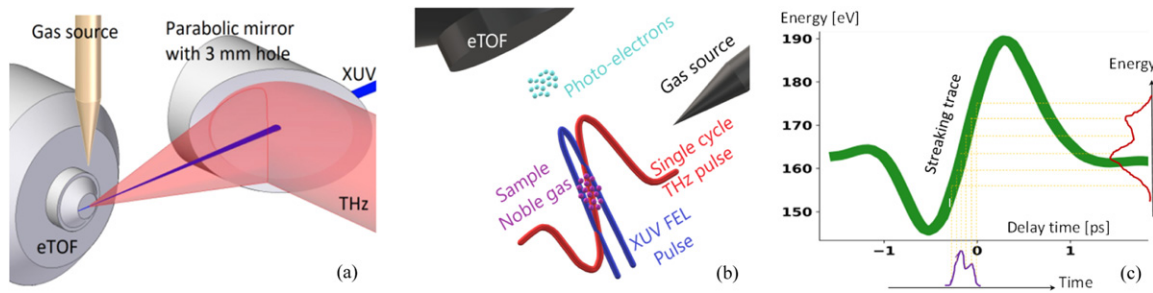 Gas source
Parabolic mirror
with 3 mm hole
XUV
THz
eTOF
(a)
eTOF
Photo-electrons
Gas source
Sample
Noble gas
Single cycle
THz pulse
XUV FEL
Pulse
(b)
Energy [eV]
190
180
170
160
150
Streaking trace
Energy
Delay time [ps]
-1
0
1
Time
(c)